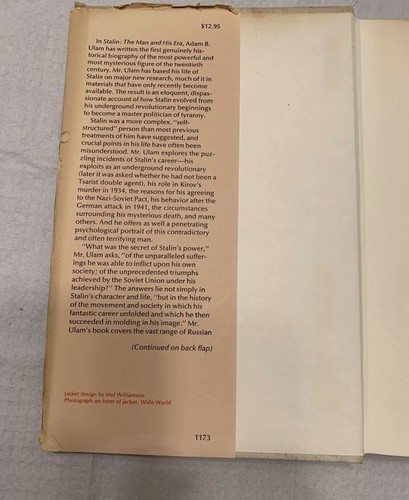 $12.95
In Stalin: The Man and His Era, Adam B.
Ulam has written the first genuinely his-
torical biography of the most powerful and
most mysterious figure of the twentieth
century. Mr. Ulam has based his life of
Stalin on major new research, much of it in
materials that have only recently become
available. The result is an eloquent, dispas-
sionate account of how Stalin evolved from
his underground revolutionary beginnings
to become a master politician of tyranny.
Stalin was a more complex, "self-
structured" person than most previous
treatments of him have suggested, and
crucial points in his life have often been
misunderstood. Mr. Ulam explores the puz-
zling incidents of Stalin's career—his
exploits as an underground revolutionary
(later it was asked whether he had not been a
Tsarist double agent), his role in Kirov's
murder in 1934, the reasons for his agreeing
to the Nazi-Soviet Pact, his behavior after the
German attack in 1941, the circumstances
surrounding his mysterious death, and many
others. And he offers as well a penetrating
psychological portrait of this contradictory
and often terrifying man.
"What was the secret of Stalin's power,"
Mr. Ulam asks, "of the unparalleled suffer-
ings he was able to inflict upon his own
society; of the unprecedented triumphs
achieved by the Soviet Union under his
leadership?" The answers lie not simply in
Stalin's character and life, "but in the history
of the movement and society in which his
fantastic career unfolded and which he then
succeeded in molding in his image." Mr.
Ulam's book covers the vast range of Russian
(Continued on back flap)
Jacket design by Hal Williamson
Photograph on front of jacket: Wide World
1173